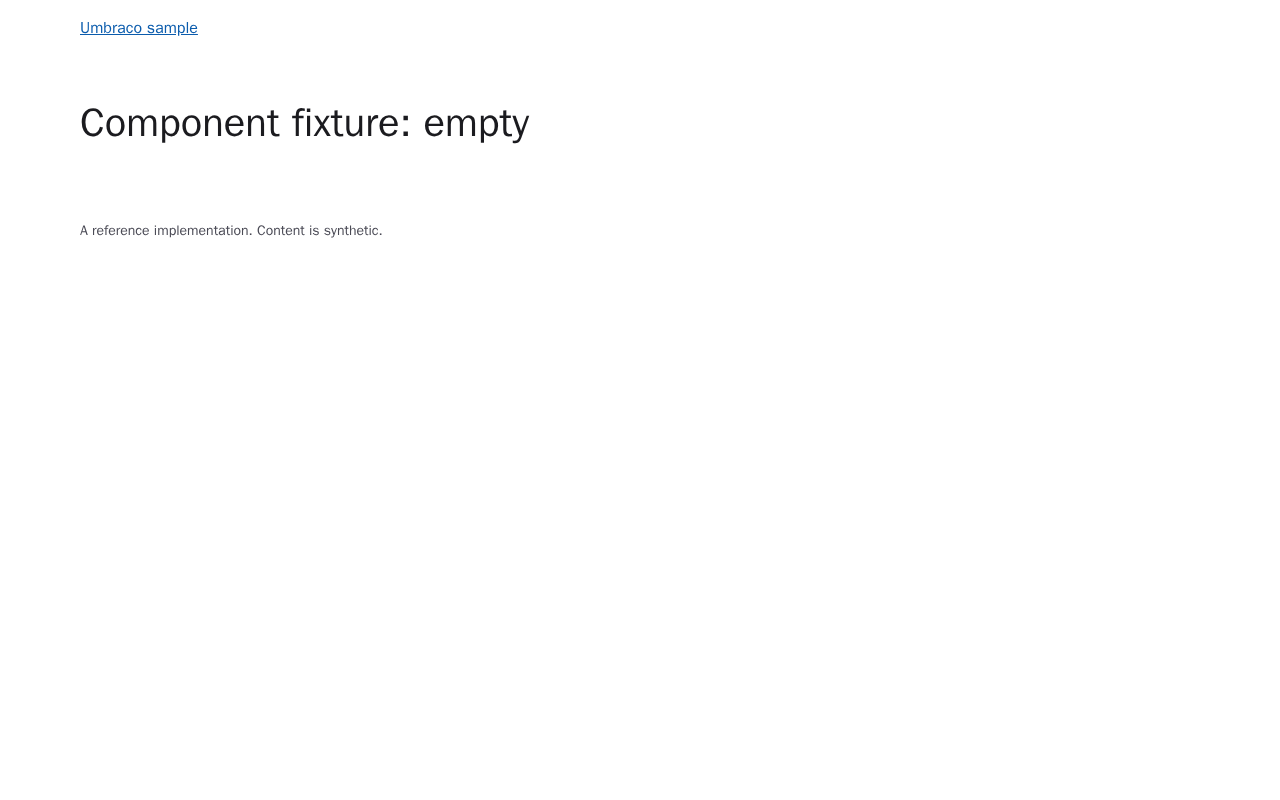 Umbraco sample
Component fixture: empty
A reference implementation. Content is synthetic.